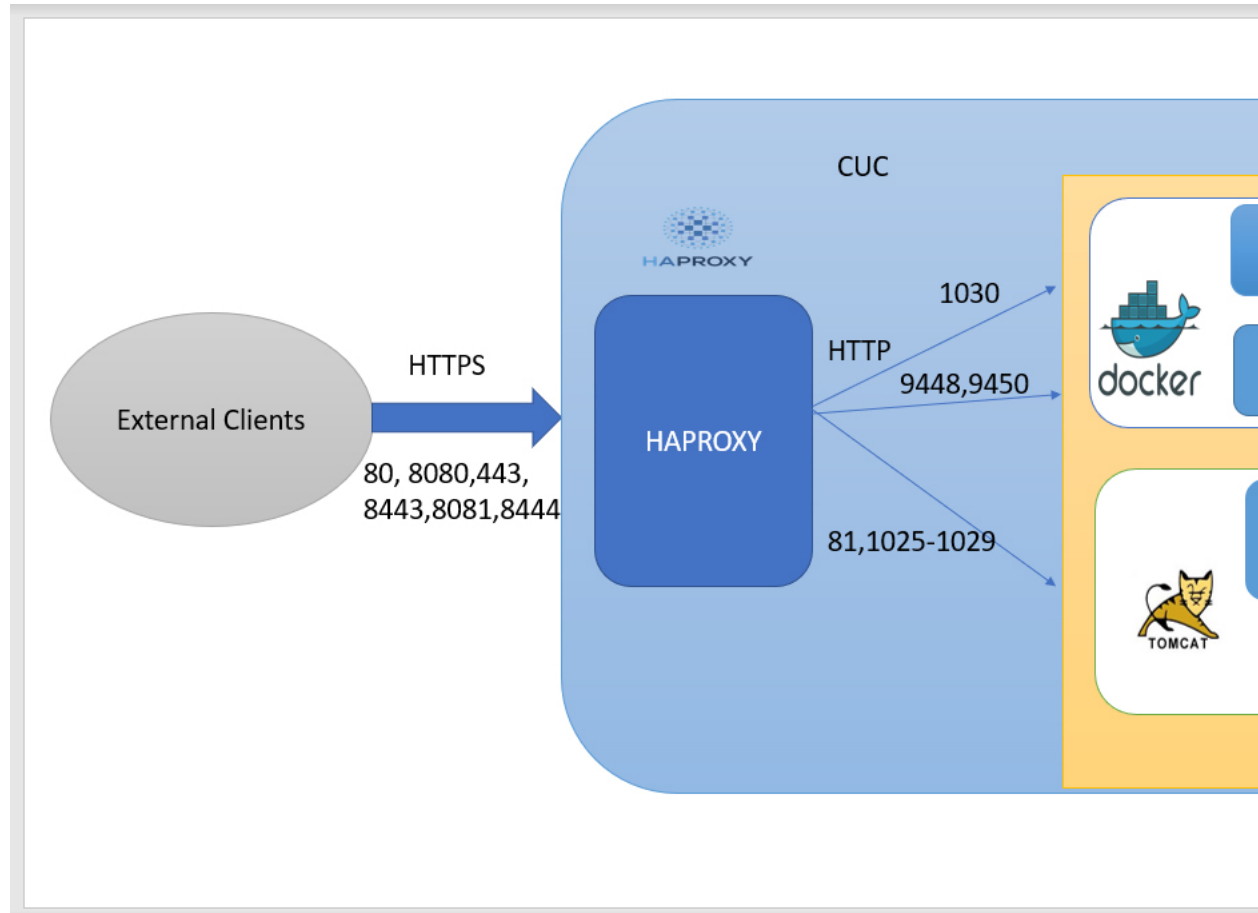 CUC
HAPROXY
1030
HTTPS
HTTP
9448,9450
docker
External Clients
HAPROXY
80, 8080,443,
8443,8081,8444
81,1025-1029
TOMCAT